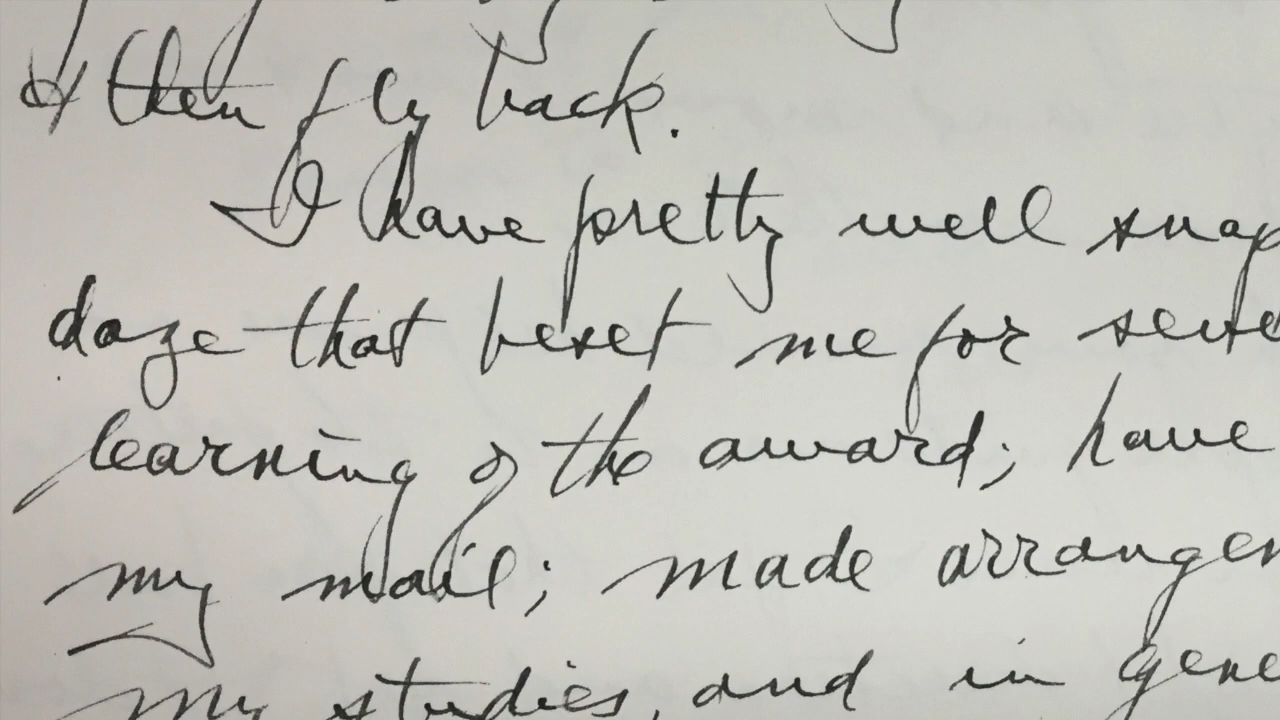 & then fly back.
I have pretty well snap
daze that beset me for seve
learning of the award; have
my mail; made arrangem
my studies, and in gene